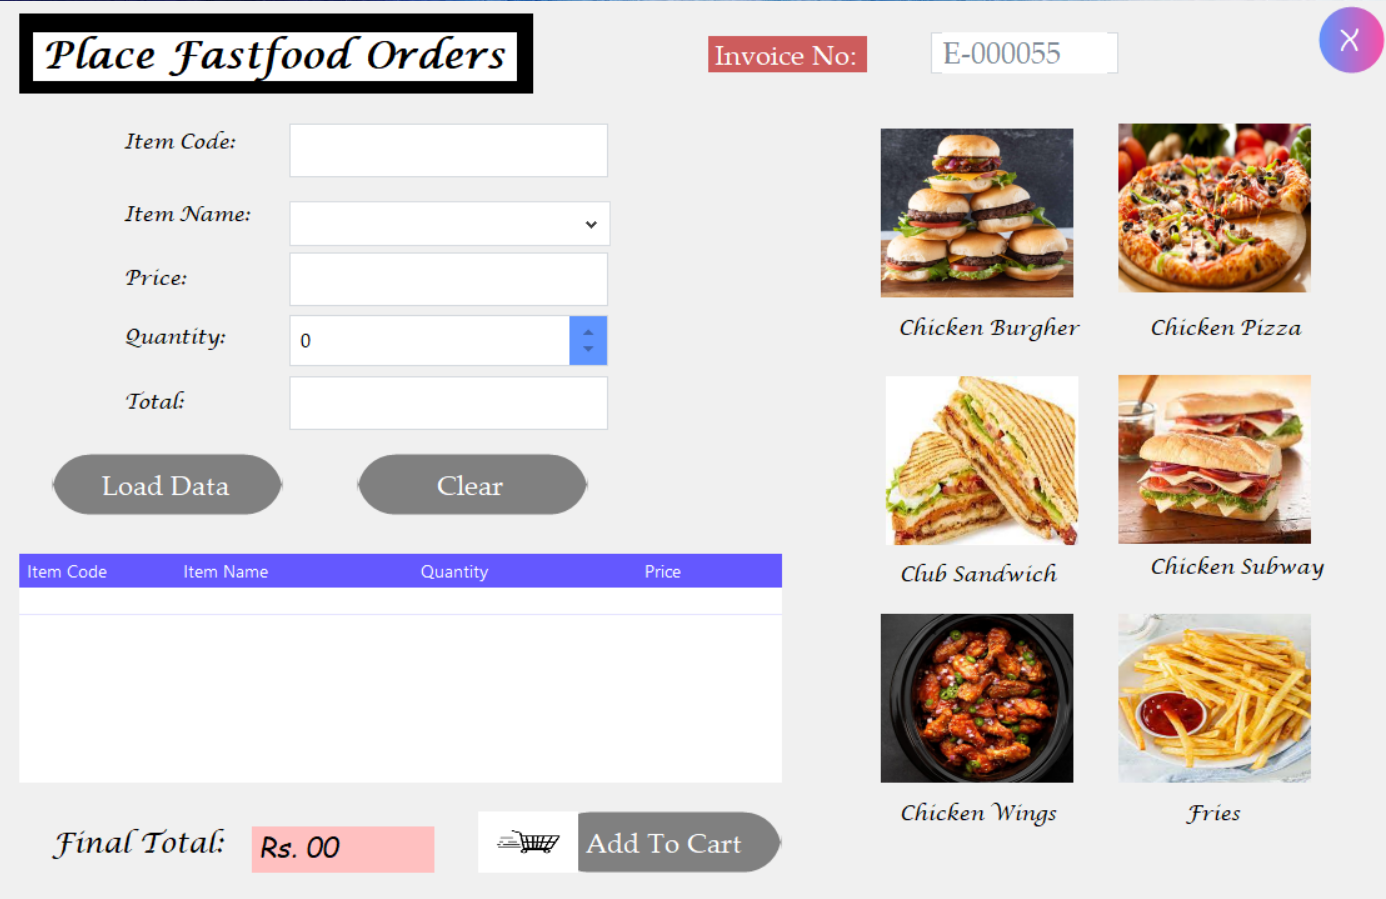 Place Fastfood Orders
Invoice No:
E-000055
X
Item Code:
Item Name:
Price:
Quantity:
0
Total:
Load Data
Clear
Item Code
Item Name
Quantity
Price
Final Total:
Rs. 00
Add To Cart
Chicken Burgher
Chicken Pizza
Club Sandwich
Chicken Subway
Chicken Wings
Fries